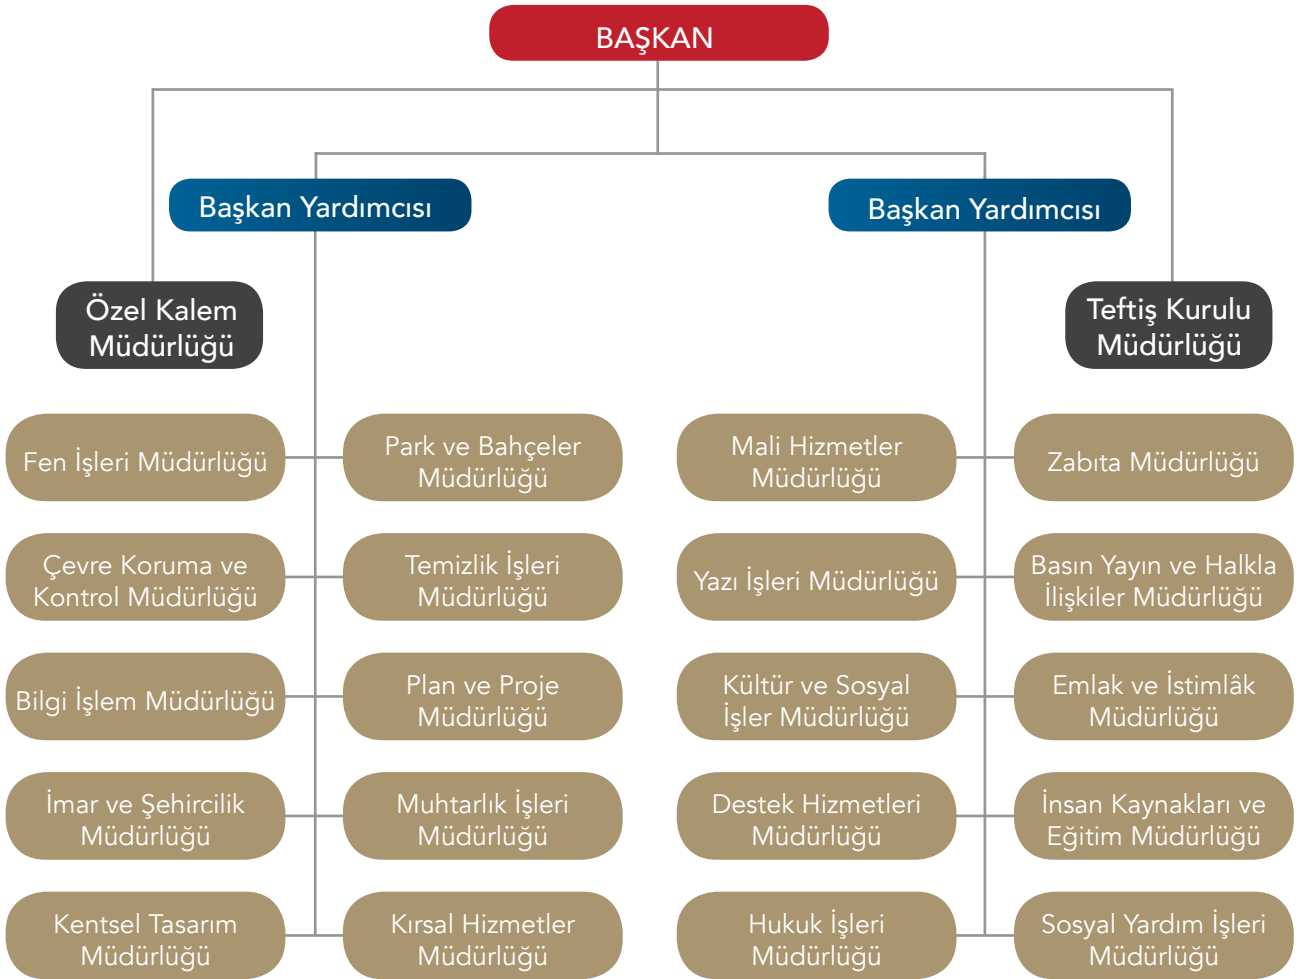 BAŞKAN
Başkan Yardımcısı
Başkan Yardımcısı
Özel Kalem
Müdürlüğü
Teftiş Kurulu
Müdürlüğü
Fen İşleri Müdürlüğü
Park ve Bahçeler
Müdürlüğü
Mali Hizmetler
Müdürlüğü
Zabıta Müdürlüğü
Çevre Koruma ve
Kontrol Müdürlüğü
Temizlik İşleri
Müdürlüğü
Yazı İşleri Müdürlüğü
Basın Yayın ve Halkla
İlişkiler Müdürlüğü
Bilgi İşlem Müdürlüğü
Plan ve Proje
Müdürlüğü
Kültür ve Sosyal
İşler Müdürlüğü
Emlak ve İstimlâk
Müdürlüğü
İmar ve Şehircilik
Müdürlüğü
Muhtarlık İşleri
Müdürlüğü
Destek Hizmetleri
Müdürlüğü
İnsan Kaynakları ve
Eğitim Müdürlüğü
Kentsel Tasarım
Müdürlüğü
Kırsal Hizmetler
Müdürlüğü
Hukuk İşleri
Müdürlüğü
Sosyal Yardım İşleri
Müdürlüğü